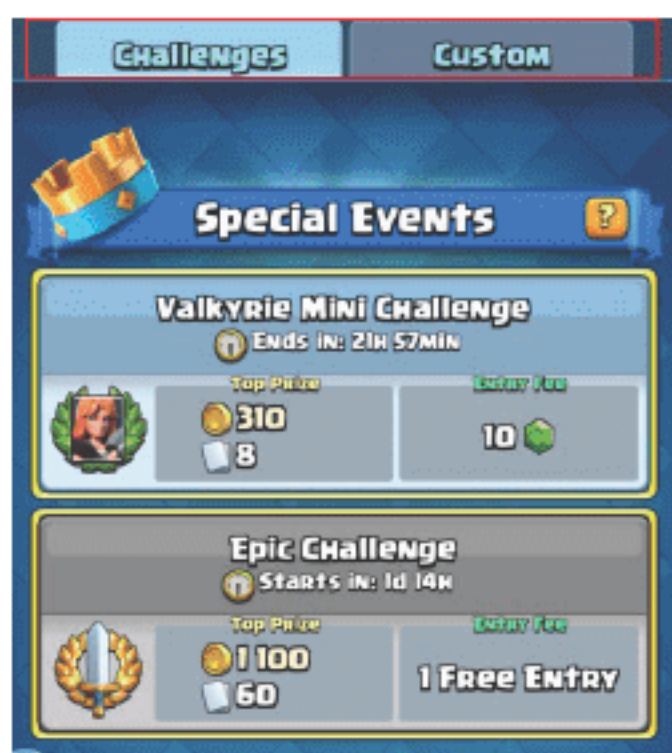 Challenges
Custom
Special Events
?
Valkyrie Mini Challenge
Ends in: 21h 57min
Top Prize
Entry Fee
310
8
10
Epic Challenge
Starts in: 1d 14h
Top Prize
Entry Fee
1 100
60
1 Free Entry